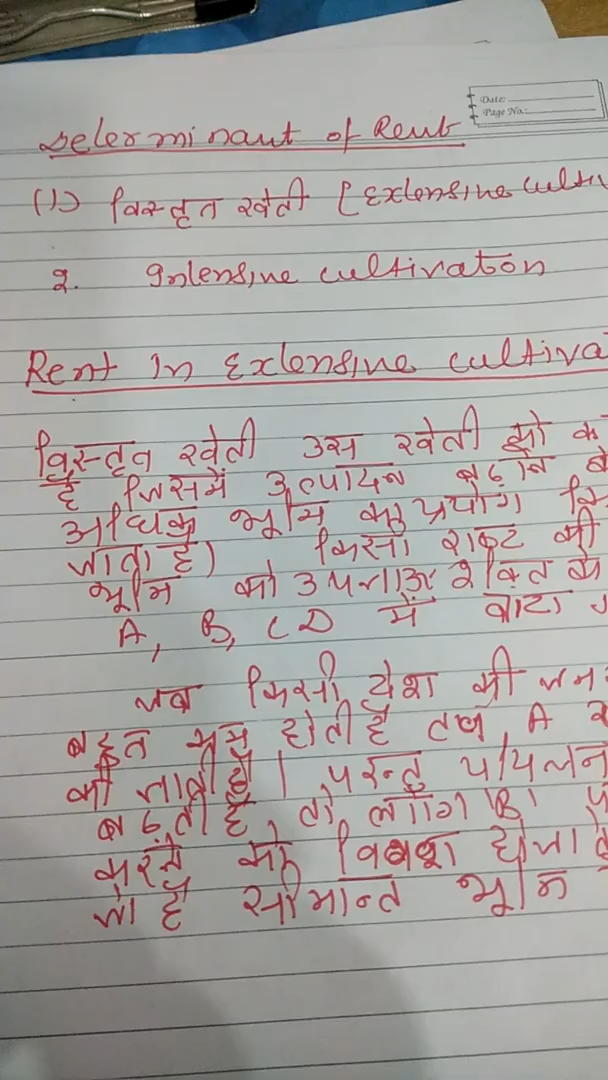 Date:
Page No.:
Determinant of Rent
(1) विस्तृत खेती [Extensive Culti
2. Intensive cultivation
Rent In Extensive cultiva
विस्तृत खेती उस खेती को क
है जिसमें उत्पादन बढ़ाने के
अधिक भूमि का प्रयोग कि
जाता है) किसी राष्ट्र की
भूमि को उपजाऊ शक्ति के
A, B, C D में बाटा
जब किसी देश की जन
बहुत कम होती है तब A
की जाती है। परन्तु
बढ़ती है, तो लोग 'B'
करने को विवश होजा
जो है सीमान्त भूमि